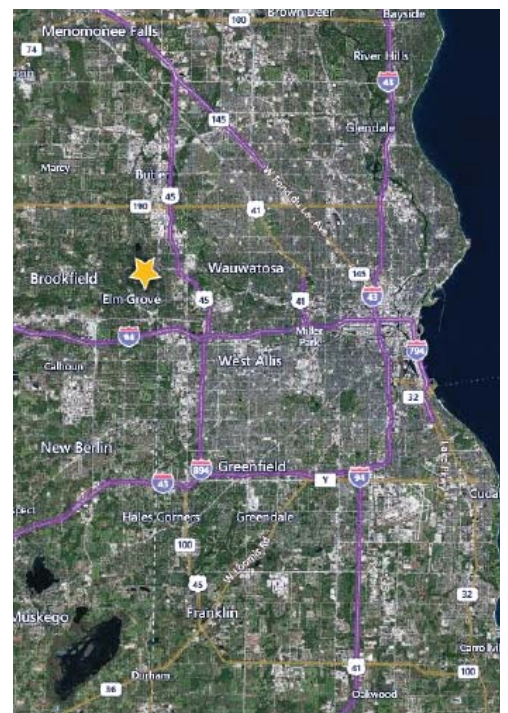 100
Brown Deer
Bayside
Menomonee Falls
74
River Hills
43
145
Glendale
Marcy
Butler
W Fond du Lac Av
190
45
41
Wauwatosa
Brookfield
Elm Grove
145
43
45
41
94
Miller
Park
794
Calhoun
West Allis
32
New Berlin
Greenfield
894
43
Y
94
Hales Corners
Greendale
100
W Loomis Rd
45
32
Muskego
Franklin
41
100
Durham
36
Oakwood